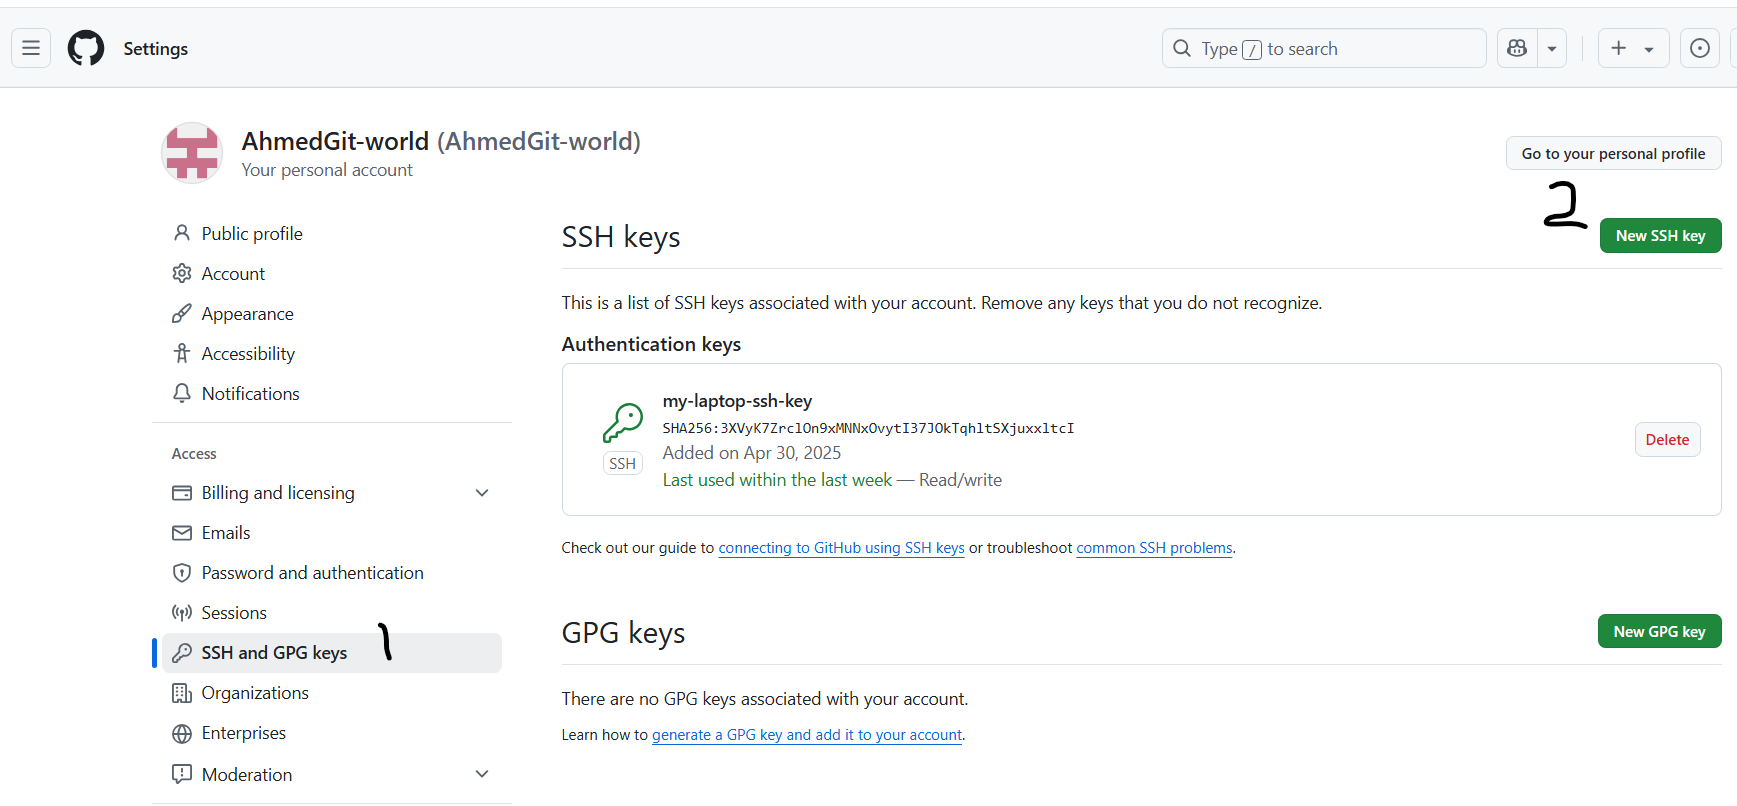 Settings
Type / to search
AhmedGit-world (AhmedGit-world)
Your personal account
Go to your personal profile
Public profile
Account
Appearance
Accessibility
Notifications
Access
Billing and licensing
Emails
Password and authentication
Sessions
SSH and GPG keys 1
Organizations
Enterprises
Moderation
2
SSH keys
New SSH key
This is a list of SSH keys associated with your account. Remove any keys that you do not recognize.
Authentication keys
my-laptop-ssh-key
SHA256:3XVyK7ZrclOn9xMNNxOvytI37JOkTqhltSXjuxxltcI
Added on Apr 30, 2025
Last used within the last week — Read/write
SSH
Delete
Check out our guide to connecting to GitHub using SSH keys or troubleshoot common SSH problems.
GPG keys
New GPG key
There are no GPG keys associated with your account.
Learn how to generate a GPG key and add it to your account.